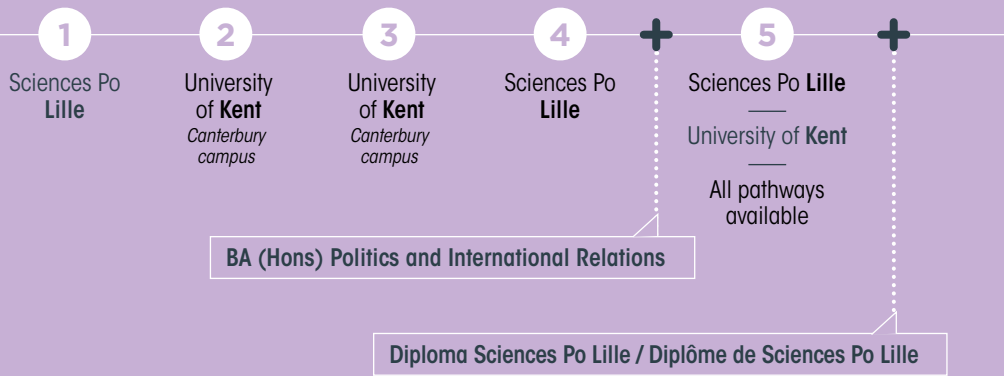 1
Sciences Po
Lille
2
University
of Kent
Canterbury
campus
3
University
of Kent
Canterbury
campus
4
Sciences Po
Lille
5
Sciences Po Lille
University of Kent
All pathways
available
BA (Hons) Politics and International Relations
Diploma Sciences Po Lille / Diplôme de Sciences Po Lille